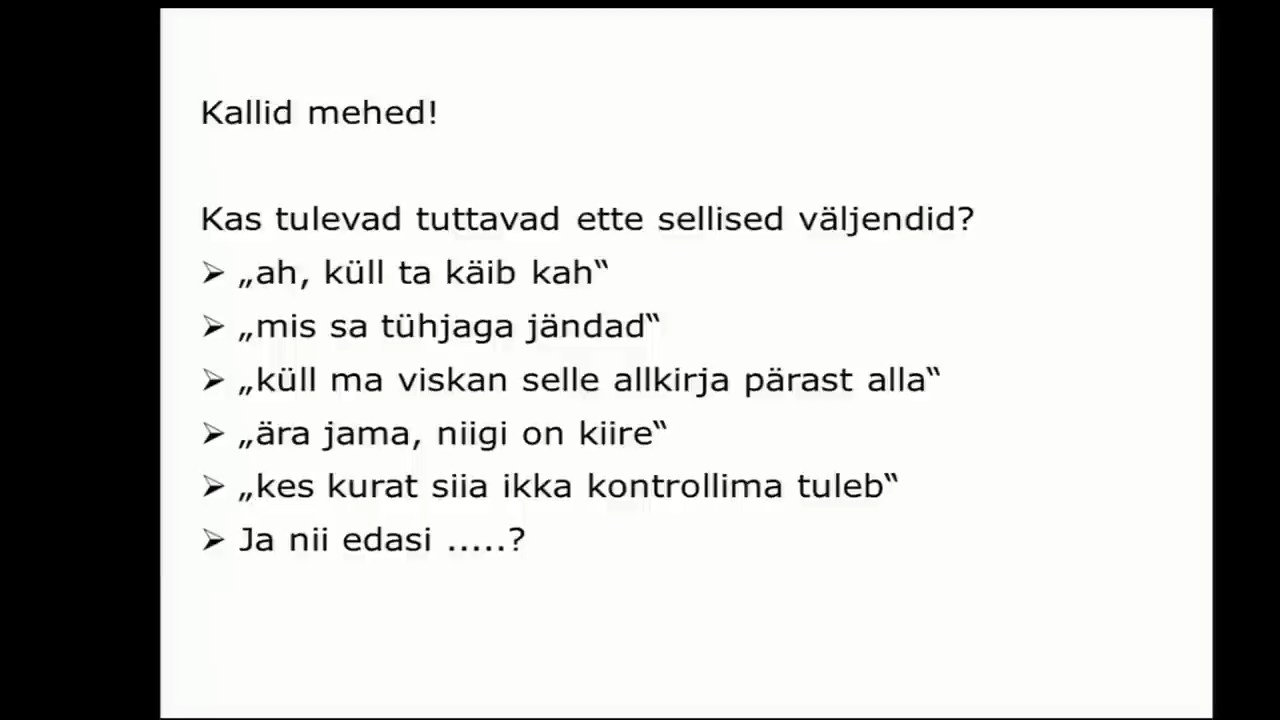 Kallid mehed!
Kas tulevad tuttavad ette sellised väljendid?
➢ „ah, küll ta käib kah“
➢ „mis sa tühjaga jändad“
➢ „küll ma viskan selle allkirja pärast alla“
➢ „ära jama, niigi on kiire“
➢ „kes kurat siia ikka kontrollima tuleb“
➢ Ja nii edasi .....?